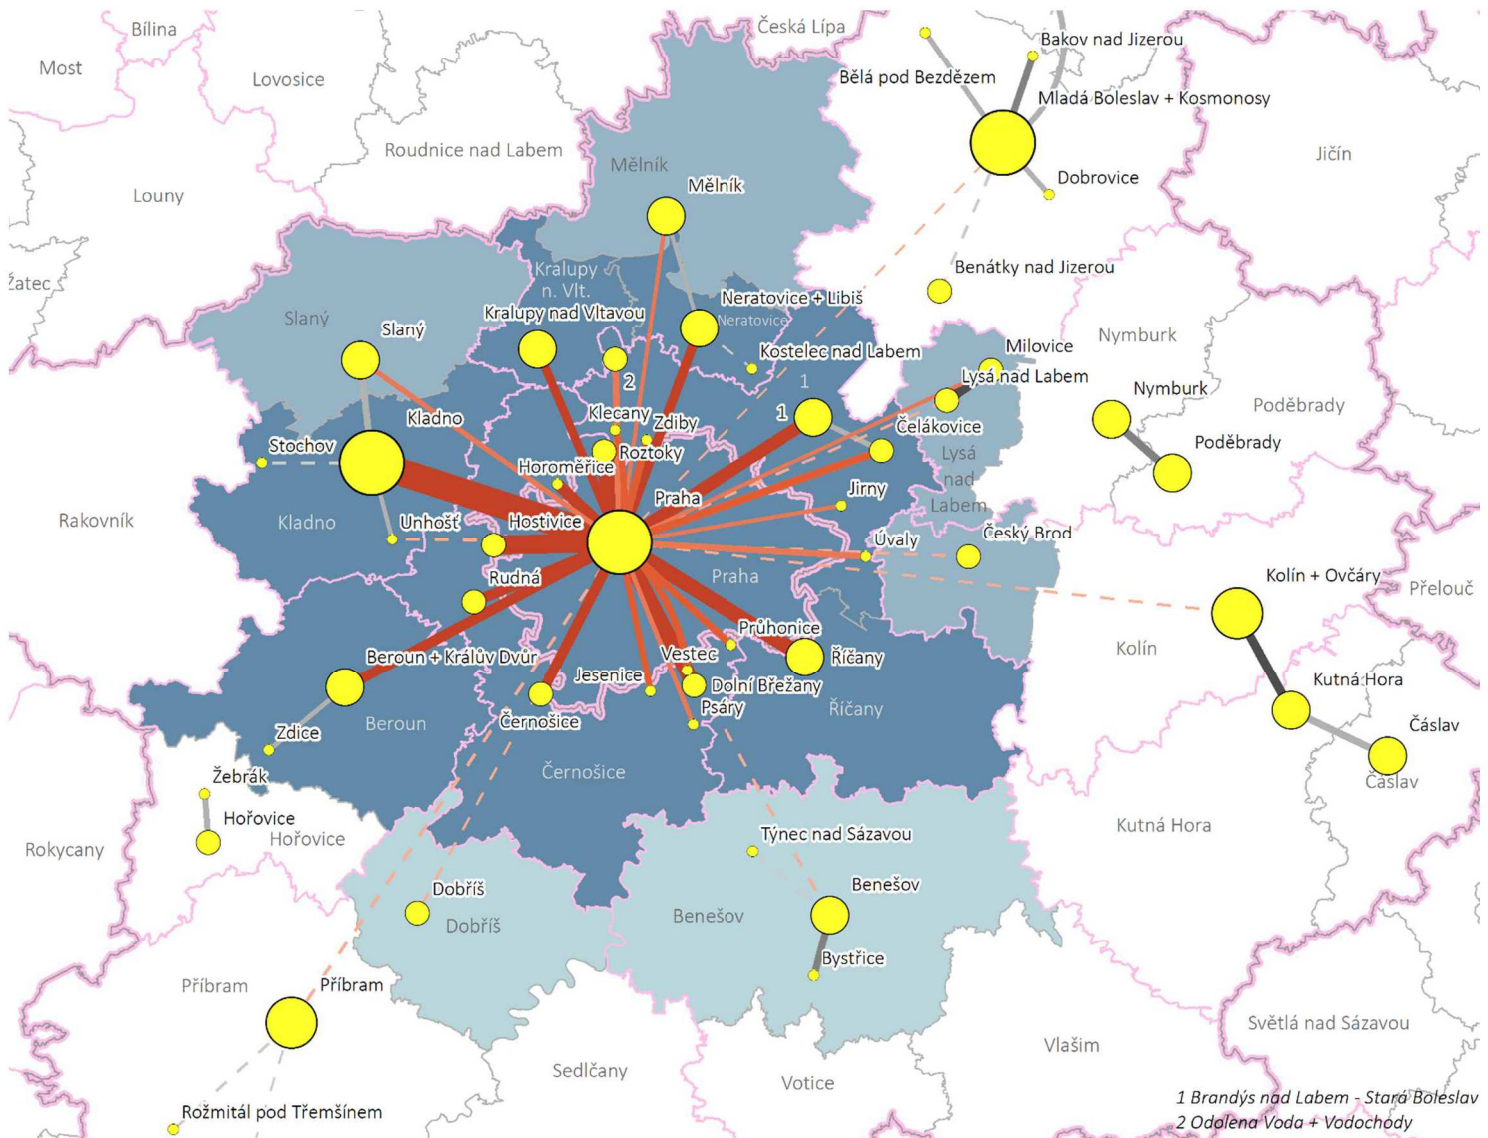 Bílina
Česká Lípa
Most
Lovosice
Bakov nad Jizerou
Bělá pod Bezdězem
Mladá Boleslav + Kosmonosy
Roudnice nad Labem
Jičín
Mělník
Louny
Mělník
Dobrovice
Žatec
Kralupy
n. Vlt.
Benátky nad Jizerou
Slaný
Neratovice + Libiš
Kralupy nad Vltavou
Neratovice
Slaný
Nymburk
Milovice
Kostelec nad Labem
Lysá nad Labem
1
2
Nymburk
Poděbrady
Kladno
Klecany
1
Zdiby
Čelákovice
Poděbrady
Stochov
Roztoky
Horoměřice
Lysá
nad
Labem
Jirny
Praha
Rakovník
Kladno
Unhošť
Hostivice
Úvaly
Český Brod
Rudná
Praha
Kolín + Ovčáry
Přelouč
Průhonice
Kolín
Beroun + Králův Dvůr
Vestec
Říčany
Jesenice
Dolní Břežany
Kutná Hora
Psáry
Říčany
Beroun
Černošice
Čáslav
Zdice
Černošice
Žebrák
Čáslav
Hořovice
Hořovice
Kutná Hora
Rokycany
Týnec nad Sázavou
Dobříš
Benešov
Dobříš
Benešov
Bystřice
Příbram
Příbram
Světlá nad Sázavou
Vlašim
Sedlčany
Votice
Rožmitál pod Třemšínem
1 Brandýs nad Labem - Stará Boleslav
2 Odolena Voda + Vodochody